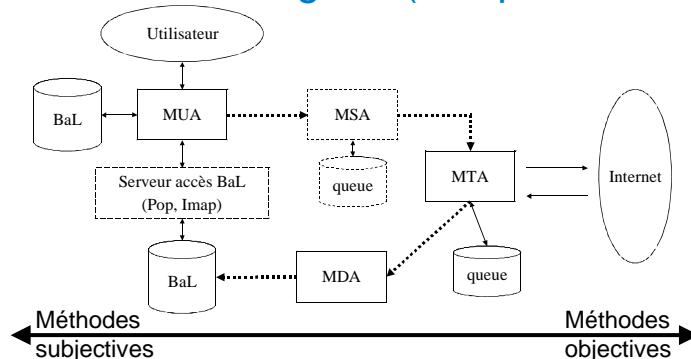 Utilisateur
BaL
MUA
MSA
Serveur accès BaL
(Pop, Imap)
queue
MTA
Internet
BaL
MDA
queue
Méthodes
subjectives
Méthodes
objectives